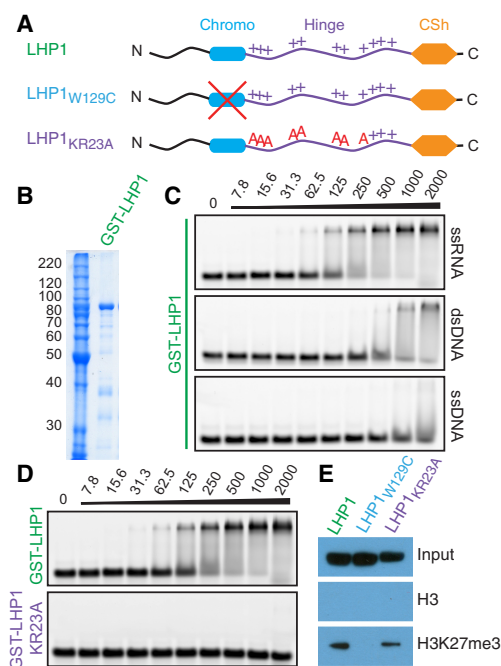 A
Chromo Hinge CSh
LHP1 N +++ ++ ++ ++++ C
LHP1W129C N +++ ++ ++ ++++ C
LHP1KR23A N AAA AA A A+++ C
B
GST-LHP1
220
120
100
80
70
60
50
40
30
C
0 7.8 15.6 31.3 62.5 125 250 500 1000 2000
GST-LHP1
ssRNA
dsDNA
ssDNA
D
0 7.8 15.6 31.3 62.5 125 250 500 1000 2000
GST-LHP1
GST-LHP1
KR23A
E
LHP1 LHP1W129C LHP1KR23A
Input
H3
H3K27me3